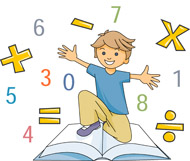 6 - 7 ×
+
5 3 0 8 1
4 = ÷